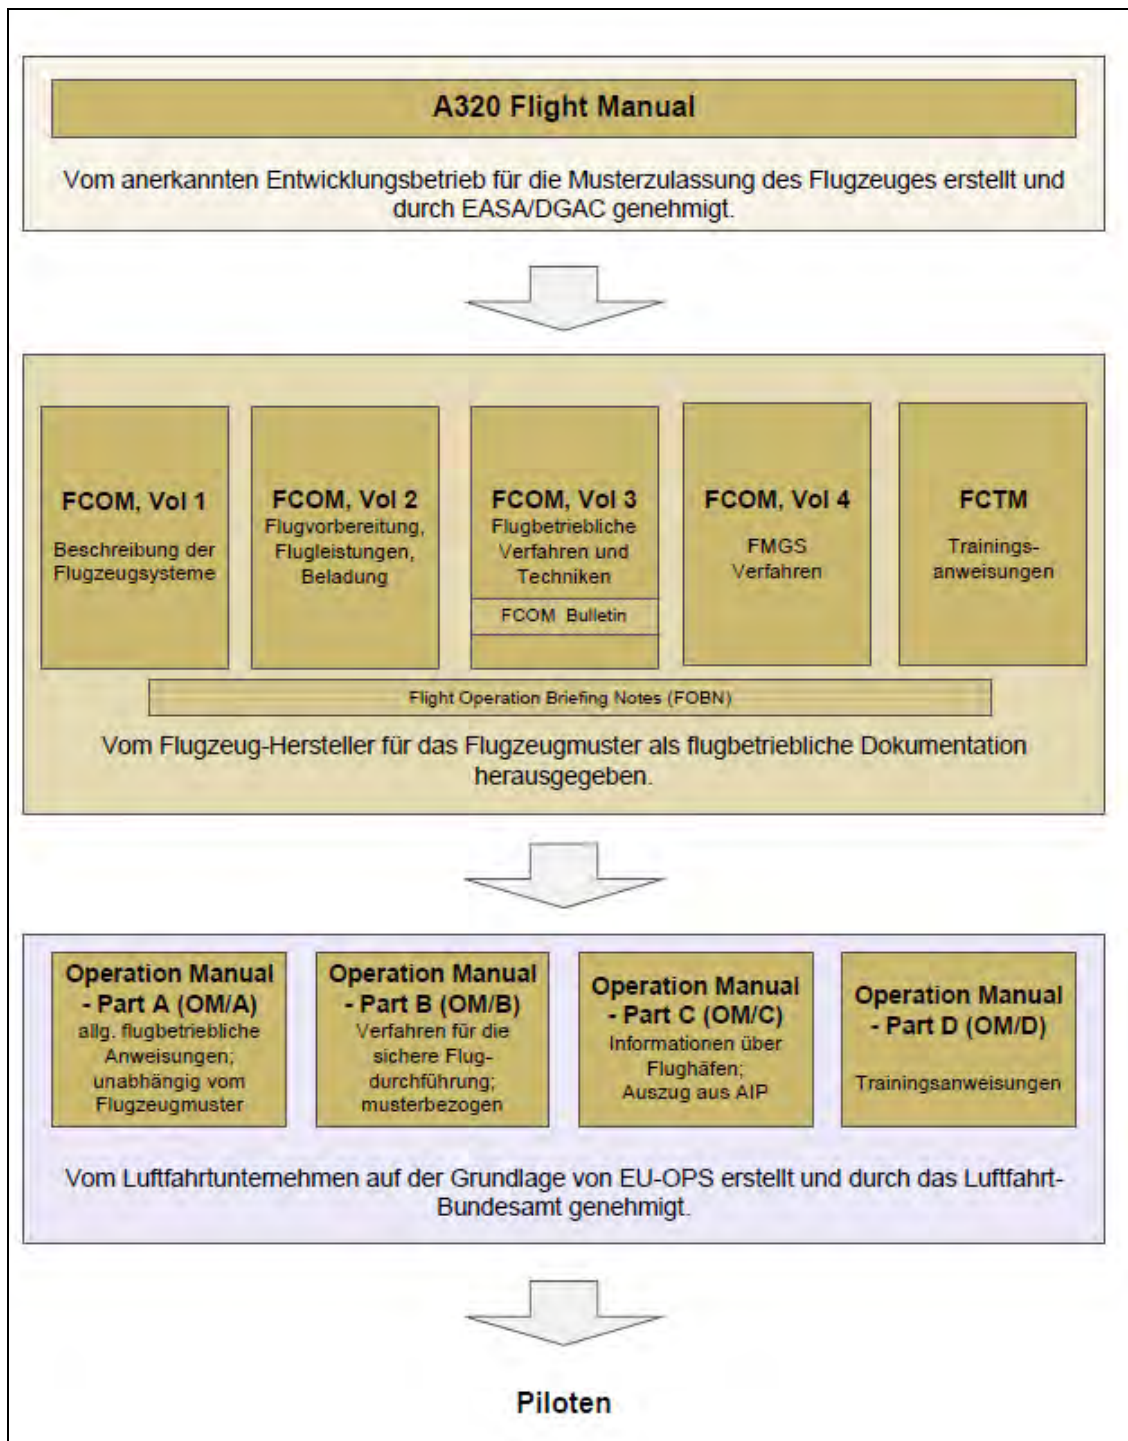 A320 Flight Manual
Vom anerkannten Entwicklungsbetrieb für die Musterzulassung des Flugzeuges erstellt und
durch EASA/DGAC genehmigt.
FCOM, Vol 1
Beschreibung der
Flugzeugsysteme
FCOM, Vol 2
Flugvorbereitung,
Flugleistungen,
Beladung
FCOM, Vol 3
Flugbetriebliche
Verfahren und
Techniken
FCOM Bulletin
FCOM, Vol 4
FMGS
Verfahren
FCTM
Trainings-
anweisungen
Flight Operation Briefing Notes (FOBN)
Vom Flugzeug-Hersteller für das Flugzeugmuster als flugbetriebliche Dokumentation
herausgegeben.
Operation Manual
- Part A (OM/A)
allg. flugbetriebliche
Anweisungen;
unabhängig vom
Flugzeugmuster
Operation Manual
- Part B (OM/B)
Verfahren für die
sichere Flug-
durchführung;
musterbezogen
Operation Manual
- Part C (OM/C)
Informationen über
Flughäfen;
Auszug aus AIP
Operation Manual
- Part D (OM/D)
Trainingsanweisungen
Vom Luftfahrtunternehmen auf der Grundlage von EU-OPS erstellt und durch das Luftfahrt-
Bundesamt genehmigt.
Piloten